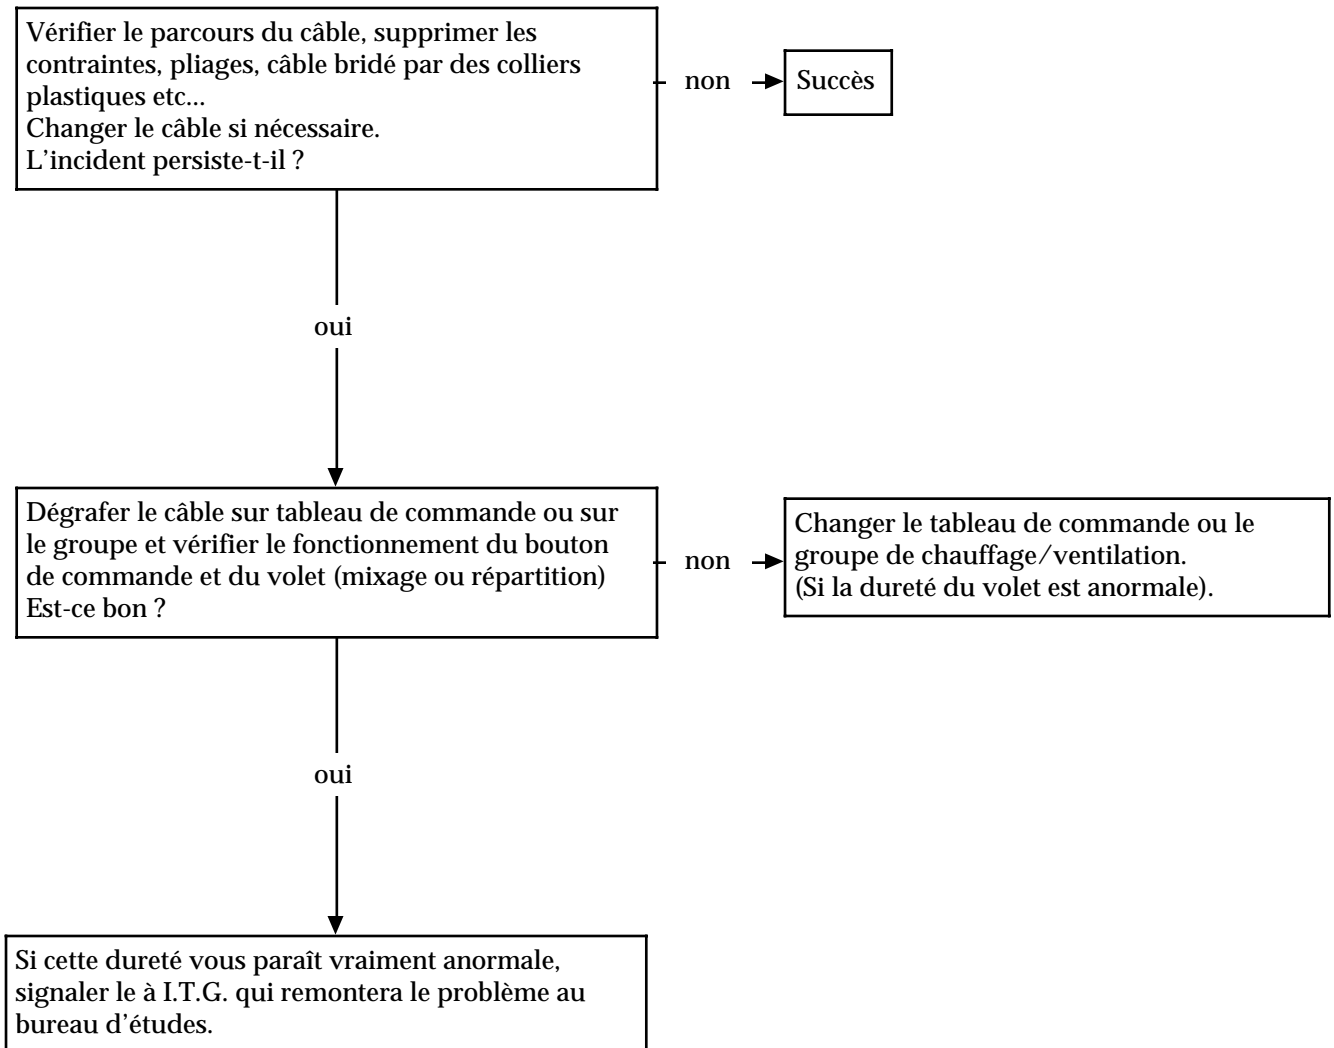 Vérifier le parcours du câble, supprimer les
contraintes, pliages, câble bridé par des colliers
plastiques etc...
Changer le câble si nécessaire.
L'incident persiste-t-il ?
non
Succès
oui
Dégrafer le câble sur tableau de commande ou sur
le groupe et vérifier le fonctionnement du bouton
de commande et du volet (mixage ou répartition)
Est-ce bon ?
non
Changer le tableau de commande ou le
groupe de chauffage/ventilation.
(Si la dureté du volet est anormale).
oui
Si cette dureté vous paraît vraiment anormale,
signaler le à I.T.G. qui remontera le problème au
bureau d'études.